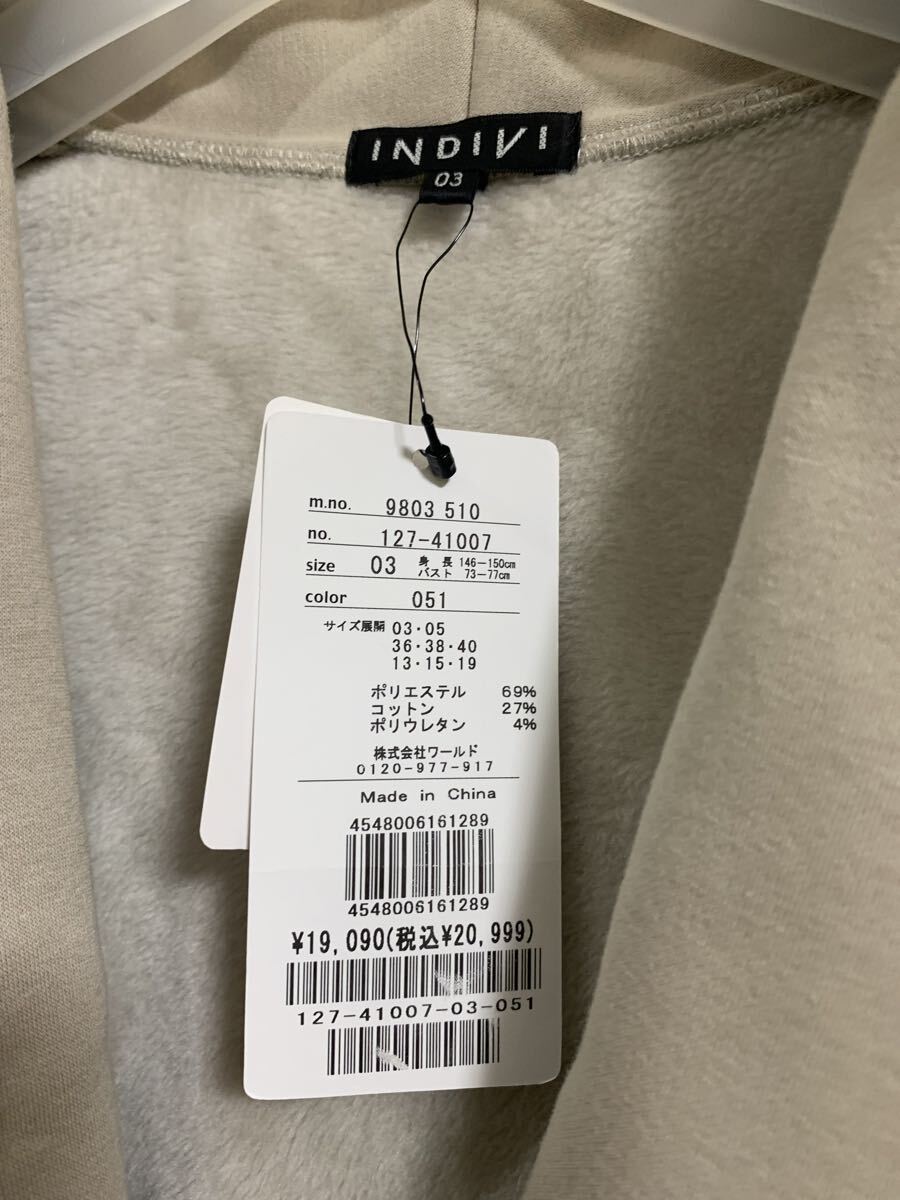 INDIVI
03
m.no. 9803 510
no. 127-41007
size 03 身長 146-150cm
バスト 73-77cm
color 051
サイズ展開 03・05
36・38・40
13・15・19
ポリエステル 69%
コットン 27%
ポリウレタン 4%
株式会社ワールド
0120-977-917
Made in China
4548006161289
4548006161289
¥19,090(税込¥20,999)
127-41007-03-051